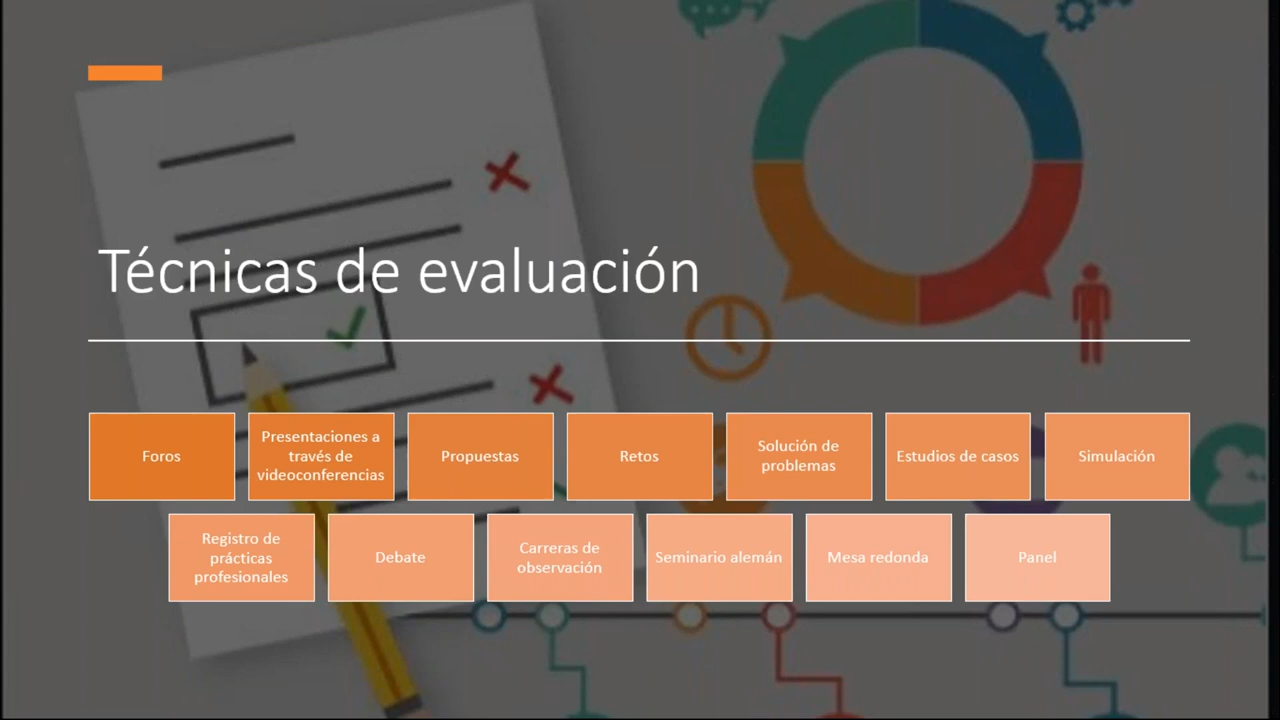 Técnicas de evaluación
Foros
Presentaciones a
través de
videoconferencias
Propuestas
Retos
Solución de
problemas
Estudios de casos
Simulación
Registro de
prácticas
profesionales
Debate
Carreras de
observación
Seminario alemán
Mesa redonda
Panel